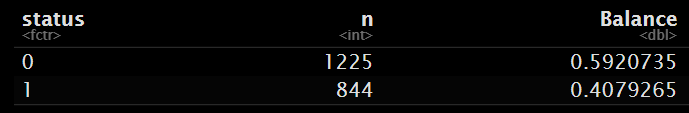 status n Balance
<fctr> <int> <dbl>
0 1225 0.5920735
1 844 0.4079265